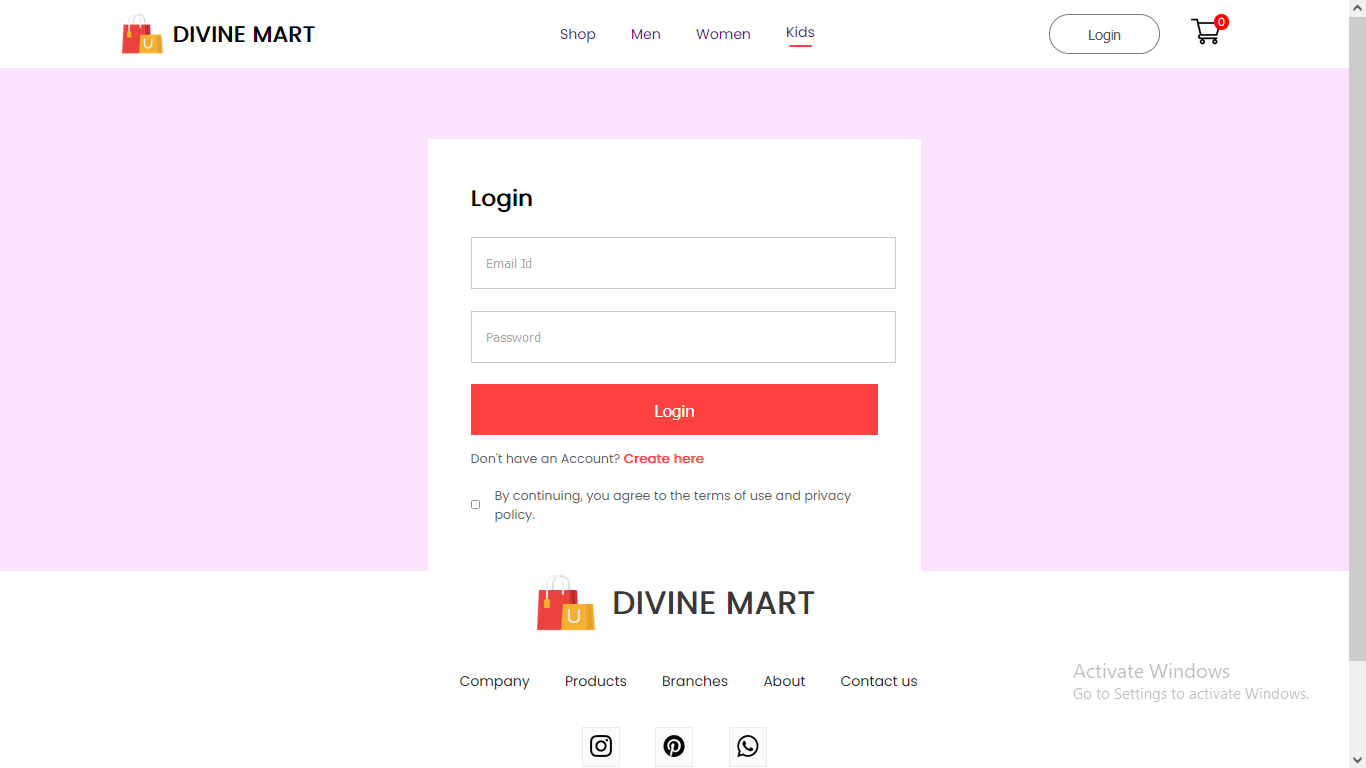 DIVINE MART
Shop
Men
Women
Kids
Login
0
Login
Email Id
Password
Login
Don't have an Account? Create here
By continuing, you agree to the terms of use and privacy
policy.
U
DIVINE MART
Company
Products
Branches
About
Contact us
Activate Windows
Go to Settings to activate Windows.